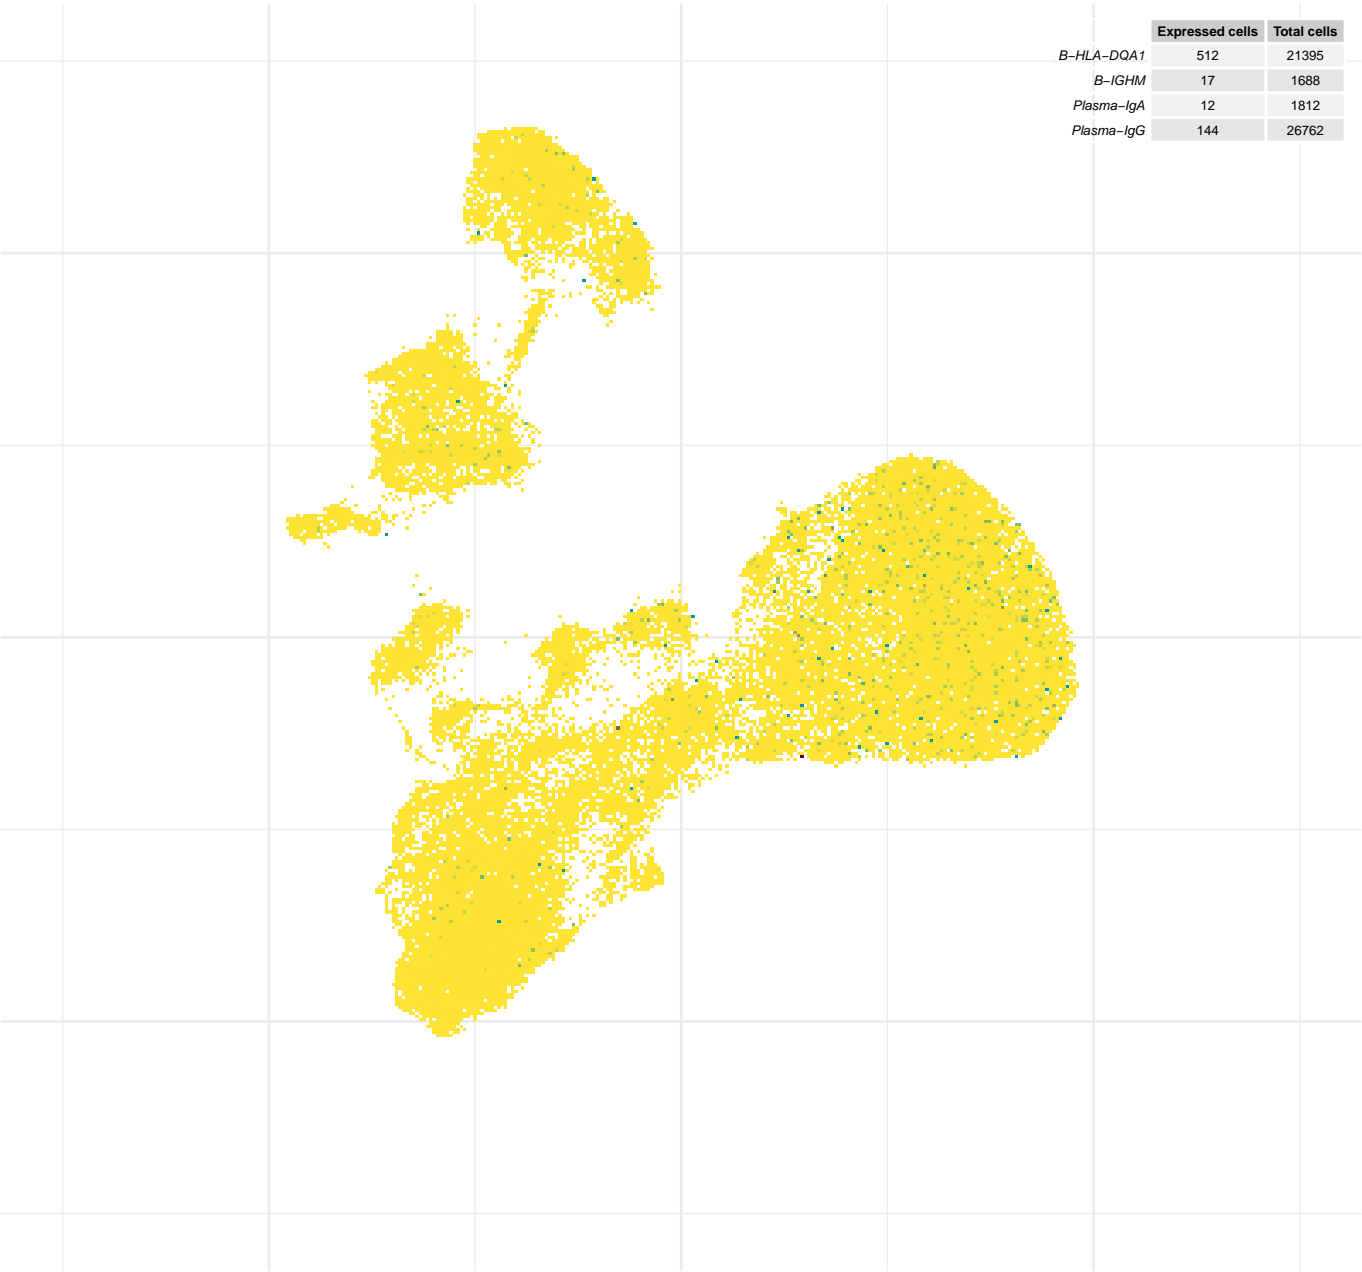 Expressed cells Total cells
B−HLA−DQA1 512 21395
B−IGHM 17 1688
Plasma−IgA 12 1812
Plasma−IgG 144 26762